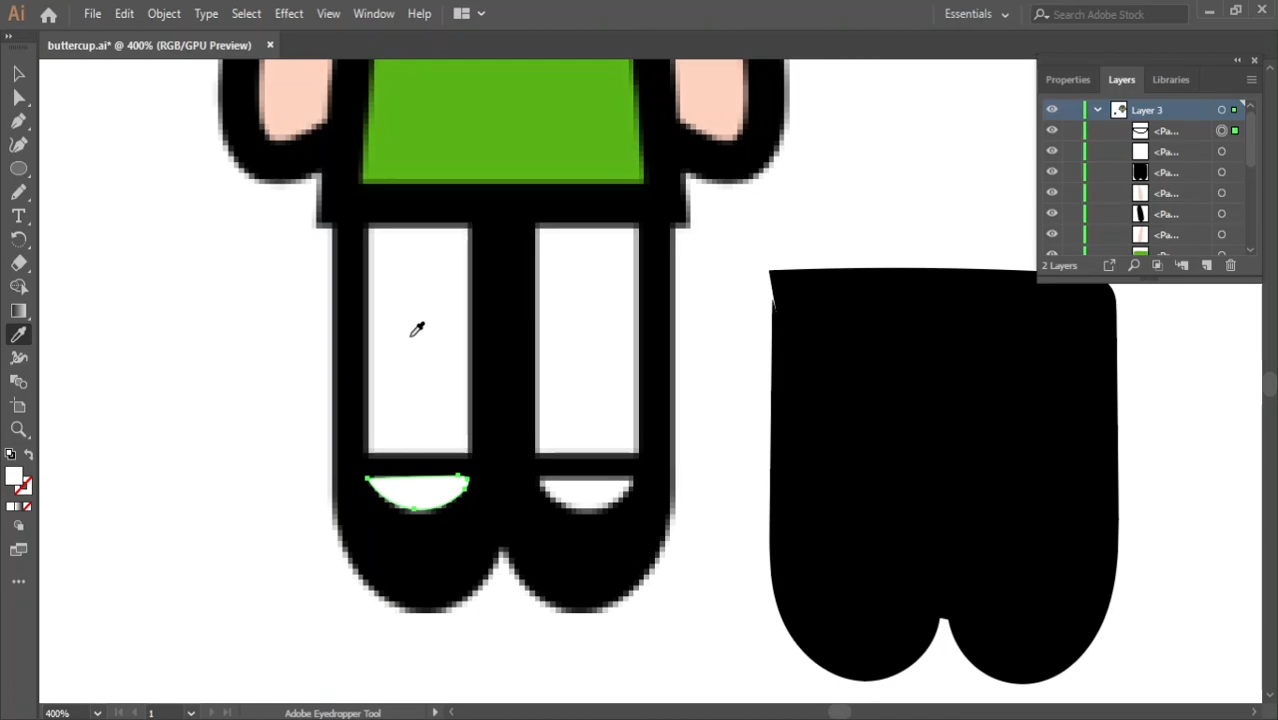 Ai File Edit Object Type Select Effect View Window Help Essentials Search Adobe Stock
buttercup.ai* @ 400% (RGB/GPU Preview)
Properties Layers Libraries
Layer 3
<Pa...
<Pa...
<Pa...
<Pa...
<Pa...
<Pa...
2 Layers
400% 1 Adobe Eyedropper Tool